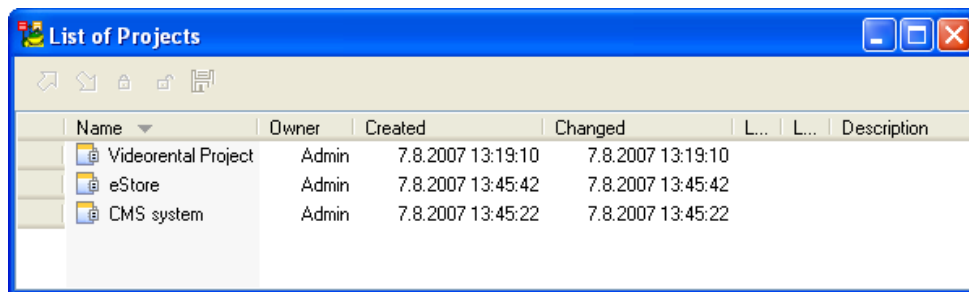 List of Projects
Name Owner Created Changed L... L... Description
Videorental Project Admin 7.8.2007 13:19:10 7.8.2007 13:19:10
eStore Admin 7.8.2007 13:45:42 7.8.2007 13:45:42
CMS system Admin 7.8.2007 13:45:22 7.8.2007 13:45:22